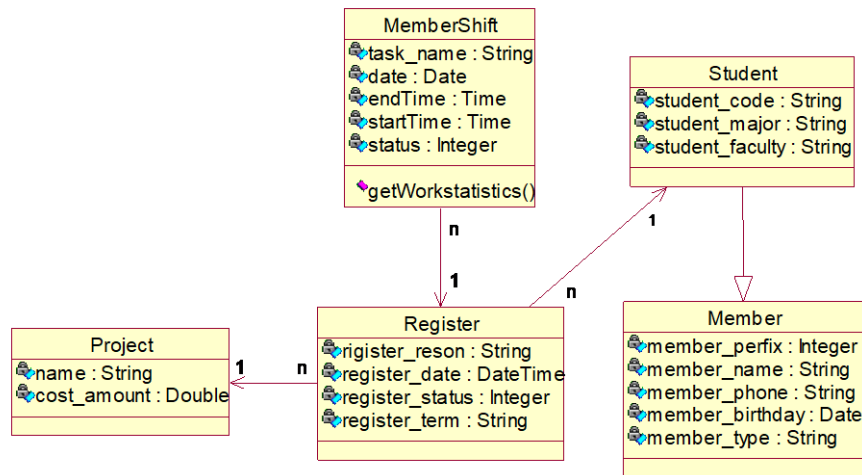 MemberShift
task_name : String
date : Date
endTime : Time
startTime : Time
status : Integer
getWorkstatistics()
Student
student_code : String
student_major : String
student_faculty : String
n
1
1
n
Project
name : String
cost_amount : Double
1
n
Register
rigister_reson : String
register_date : DateTime
register_status : Integer
register_term : String
Member
member_perfix : Integer
member_name : String
member_phone : String
member_birthday : Date
member_type : String